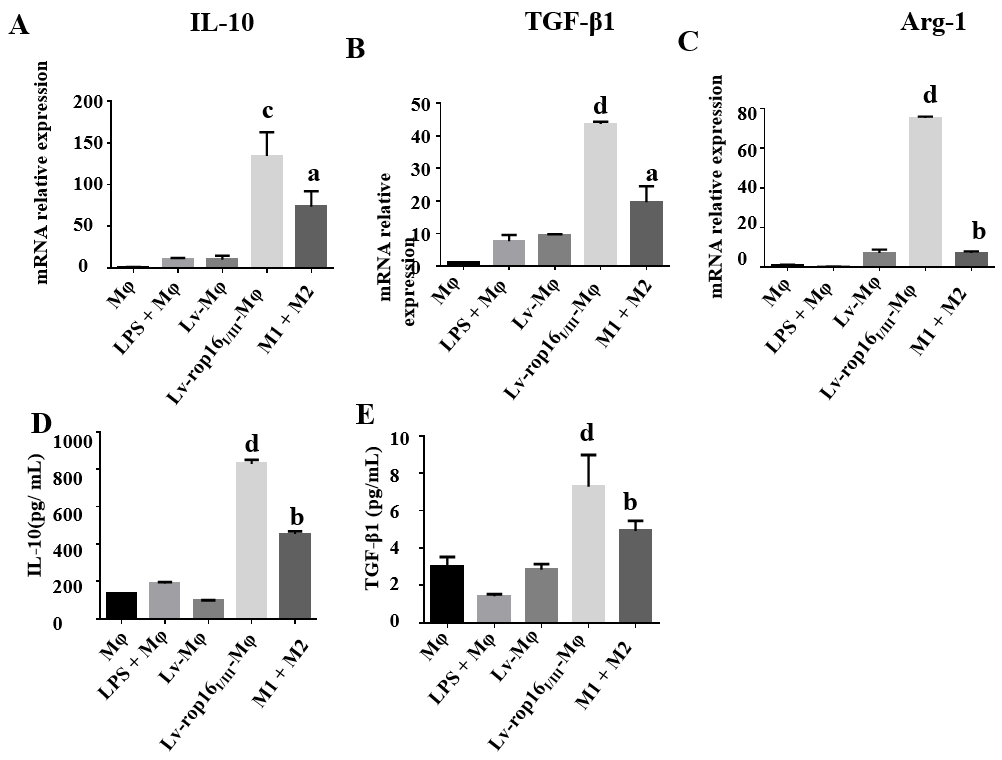 A
IL-10
mRNA relative expression
200
150
100
50
0
c
a
Mφ
LPS + Mφ
Lv-Mφ
Lv-rop16I/III-Mφ
M1 + M2
B
TGF-β1
mRNA relative
expression
50
40
30
20
10
0
d
a
Mφ
LPS + Mφ
Lv-Mφ
Lv-rop16I/III-Mφ
M1 + M2
C
Arg-1
mRNA relative expression
80
60
40
20
0
d
b
Mφ
LPS + Mφ
Lv-Mφ
Lv-rop16I/III-Mφ
M1 + M2
D
IL-10(pg/ mL)
1000
800
600
400
200
0
d
b
Mφ
LPS + Mφ
Lv-Mφ
Lv-rop16I/III-Mφ
M1 + M2
E
TGF-β1 (pg/mL)
10
8
6
4
2
0
d
b
Mφ
LPS + Mφ
Lv-Mφ
Lv-rop16I/III-Mφ
M1 + M2